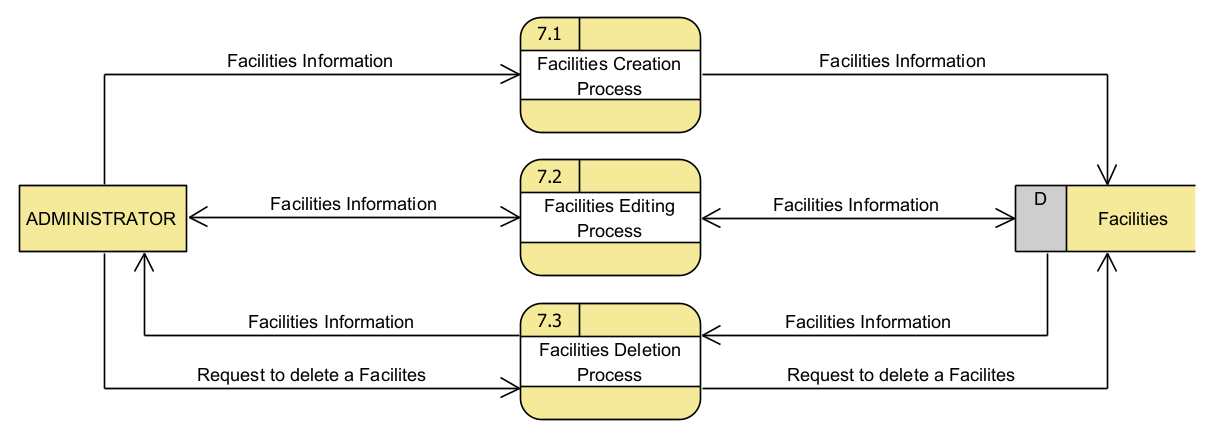 7.1
Facilities Information
Facilities Creation
Process
Facilities Information
7.2
ADMINISTRATOR
Facilities Information
Facilities Editing
Process
Facilities Information
D
Facilities
7.3
Facilities Information
Facilities Deletion
Process
Facilities Information
Request to delete a Facilites
Request to delete a Facilites